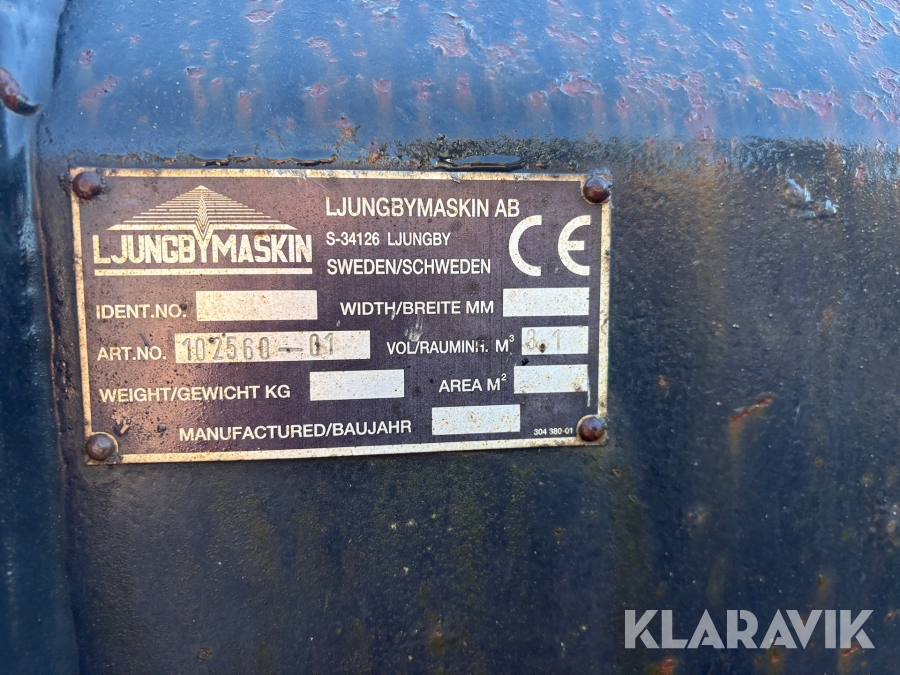 LJUNGBYMASKIN
LJUNGBYMASKIN AB
S-34126 LJUNGBY
SWEDEN/SCHWEDEN
CE
IDENT.NO.
WIDTH/BREITE MM
ART.NO. 102560-01
VOL/RAUMINH. M³ 3.1
WEIGHT/GEWICHT KG
AREA M²
MANUFACTURED/BAUJAHR
304 380-01
KLARAVIK